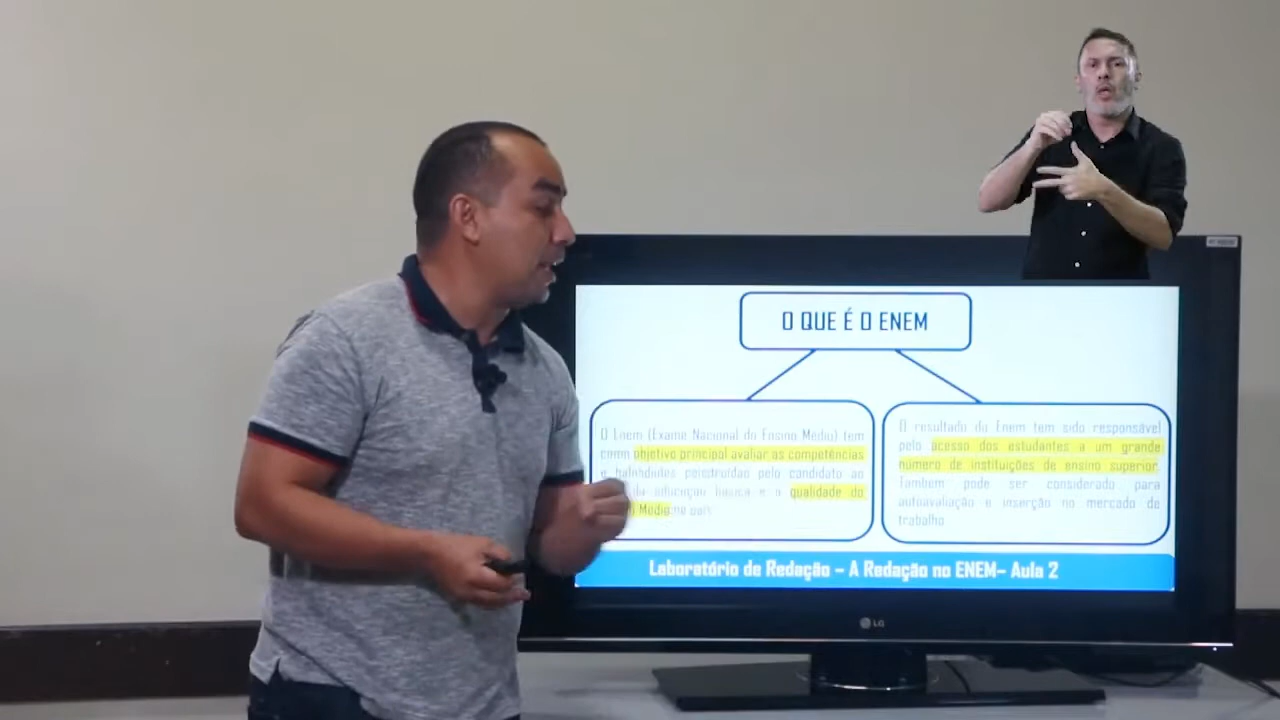 O QUE É O ENEM
O Enem (Exame Nacional do Ensino Médio) tem
como objetivo principal avaliar as competências
e habilidades construídas pelo candidato ao
da educação básica e a qualidade do
Médio no país.
O resultado do Enem tem sido responsável
pelo acesso dos estudantes a um grande
número de instituições de ensino superior.
Também pode ser considerado para
autoavaliação e inserção no mercado de
trabalho
Laboratório de Redação – A Redação no ENEM– Aula 2
LG